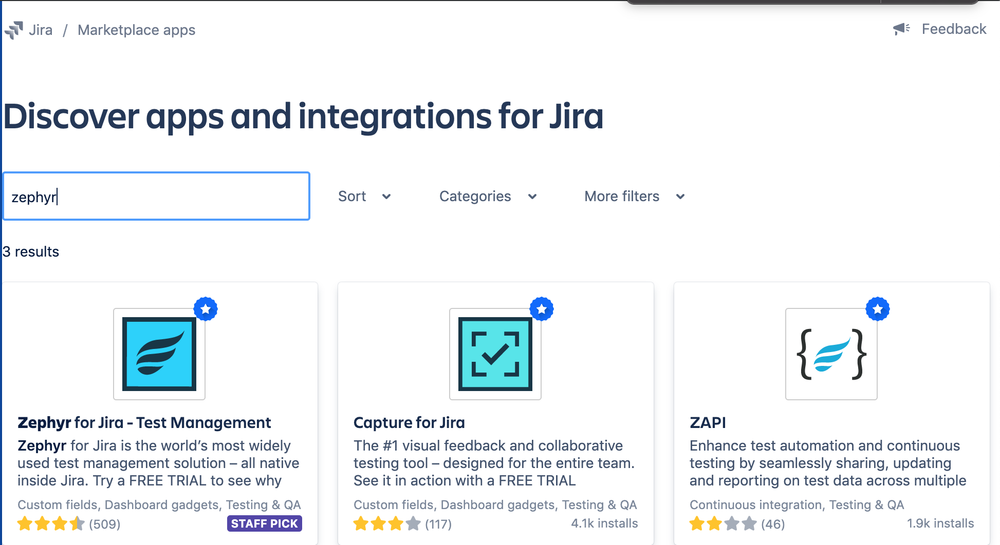 Jira / Marketplace apps
Feedback
Discover apps and integrations for Jira
zephyr
Sort
Categories
More filters
3 results
Zephyr for Jira - Test Management
Zephyr for Jira is the world's most widely
used test management solution – all native
inside Jira. Try a FREE TRIAL to see why
Custom fields, Dashboard gadgets, Testing & QA
(509)
STAFF PICK
Capture for Jira
The #1 visual feedback and collaborative
testing tool – designed for the entire team.
See it in action with a FREE TRIAL
Custom fields, Dashboard gadgets, Testing & QA
(117)
4.1k installs
ZAPI
Enhance test automation and continuous
testing by seamlessly sharing, updating
and reporting on test data across multiple
Continuous integration, Testing & QA
(46)
1.9k installs